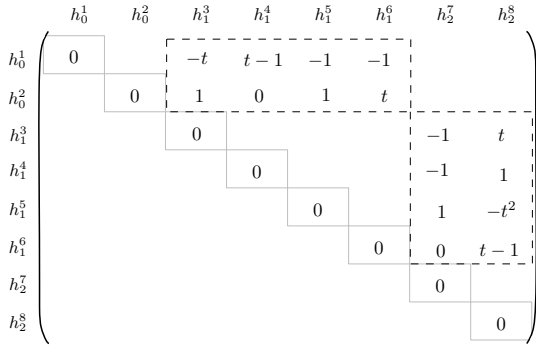 h_0^1 h_0^2 h_1^3 h_1^4 h_1^5 h_1^6 h_2^7 h_2^8
h_0^1 0 −t t − 1 −1 −1
h_0^2 0 1 0 1 t
h_1^3 0 −1 t
h_1^4 0 −1 1
h_1^5 0 1 −t^2
h_1^6 0 0 t − 1
h_2^7 0
h_2^8 0